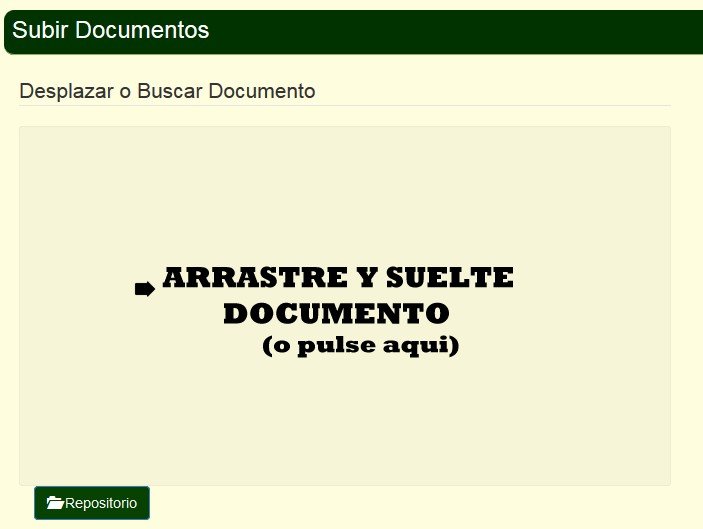 Subir Documentos
Desplazar o Buscar Documento
ARRASTRE Y SUELTE
DOCUMENTO
(o pulse aqui)
Repositorio